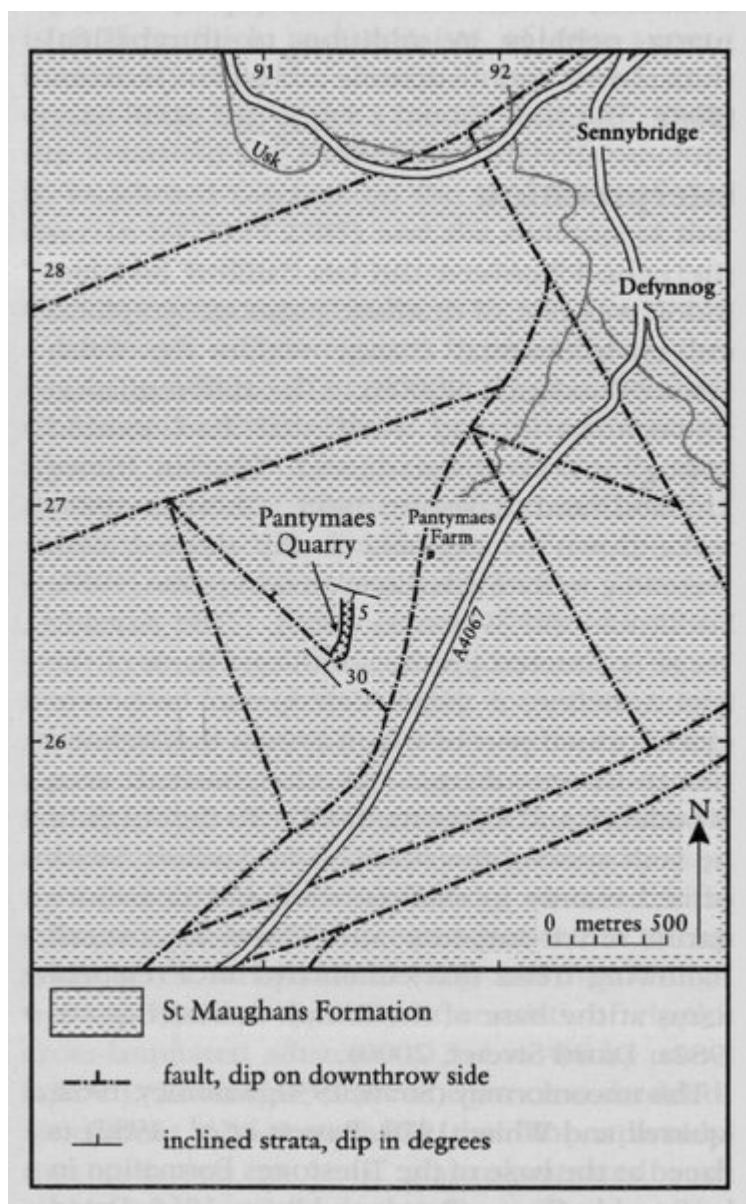 91
92
Usk
Sennybridge
28
Defynnog
27
Pantymaes
Quarry
Pantymaes
Farm
5
30
A4067
26
N
0 metres 500
St Maughans Formation
fault, dip on downthrow side
inclined strata, dip in degrees